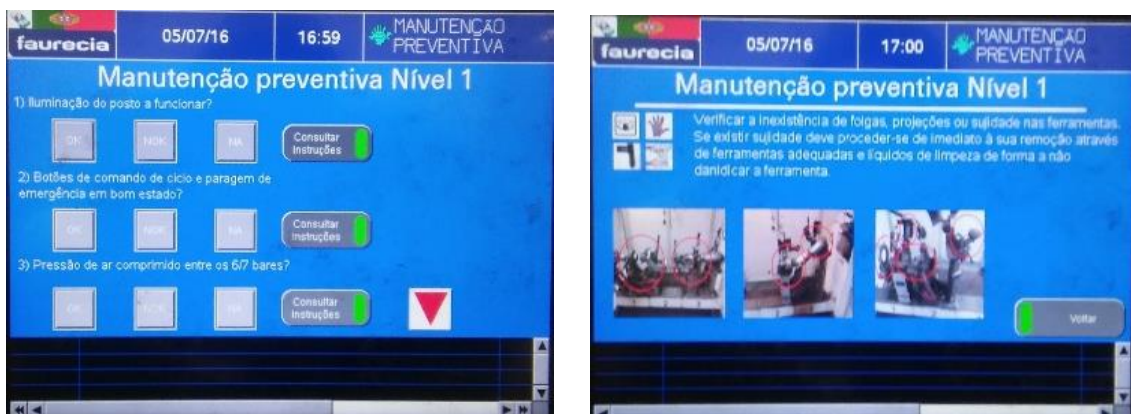 faurecia
05/07/16
16:59
MANUTENÇÃO
PREVENTIVA
Manutenção preventiva Nível 1
1) Iluminação do posto a funcionar?
OK
NOK
NA
Consultar
Instruções
2) Botões de comando de ciclo e paragem de
emergência em bom estado?
OK
NOK
NA
Consultar
Instruções
3) Pressão de ar comprimido entre os 6/7 bares?
OK
NOK
NA
Consultar
Instruções
faurecia
05/07/16
17:00
MANUTENÇÃO
PREVENTIVA
Manutenção preventiva Nível 1
Verificar a inexistência de folgas, projeções ou sujidade nas ferramentas.
Se existir sujidade deve proceder-se de imediato à sua remoção através
de ferramentas adequadas e líquidos de limpeza de forma a não
danidicar a ferramenta.
Voltar